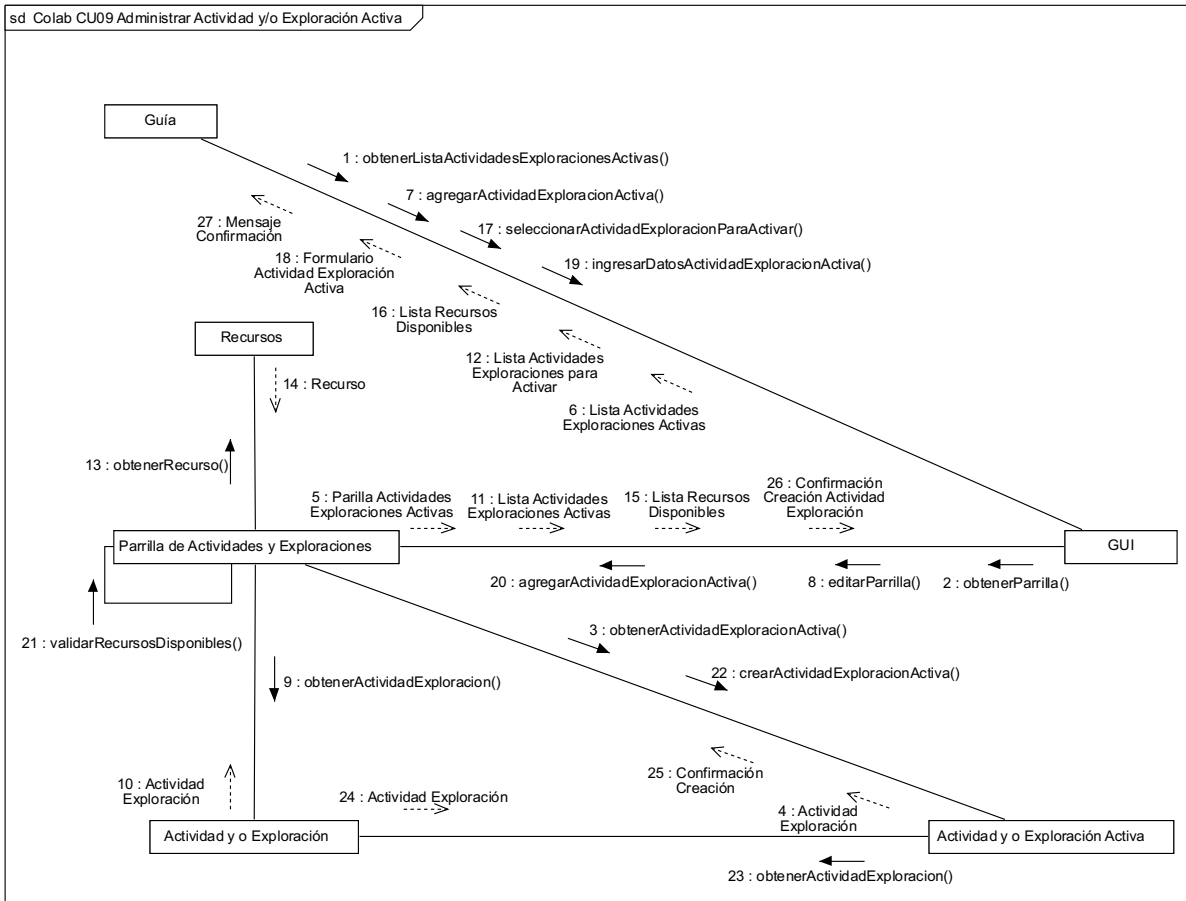 sd Colab CU09 Administrar Actividad y/o Exploración Activa
Guía
1 : obtenerListaActividadesExploracionesActivas()
7 : agregarActividadExploracionActiva()
17 : seleccionarActividadExploracionParaActivar()
19 : ingresarDatosActividadExploracionActiva()
27 : Mensaje
Confirmación
18 : Formulario
Actividad Exploración
Activa
16 : Lista Recursos
Disponibles
12 : Lista Actividades
Exploraciones para
Activar
6 : Lista Actividades
Exploraciones Activas
Recursos
14 : Recurso
13 : obtenerRecurso()
5 : Parilla Actividades
Exploraciones Activas
11 : Lista Actividades
Exploraciones Activas
15 : Lista Recursos
Disponibles
26 : Confirmación
Creación Actividad
Exploración
Parrilla de Actividades y Exploraciones
GUI
20 : agregarActividadExploracionActiva()
8 : editarParrilla()
2 : obtenerParrilla()
21 : validarRecursosDisponibles()
3 : obtenerActividadExploracionActiva()
22 : crearActividadExploracionActiva()
9 : obtenerActividadExploracion()
25 : Confirmación
Creación
10 : Actividad
Exploración
24 : Actividad Exploración
4 : Actividad
Exploración
Actividad y o Exploración
Actividad y o Exploración Activa
23 : obtenerActividadExploracion()